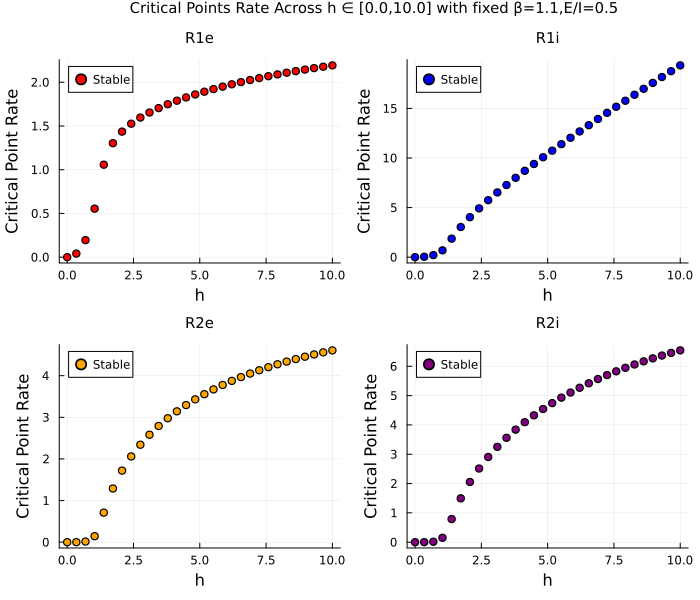 Critical Points Rate Across h ∈ [0.0,10.0] with fixed β=1.1,E/I=0.5
R1e
Critical Point Rate
2.0
1.5
1.0
0.5
0.0
Stable
0.0 2.5 5.0 7.5 10.0
h
R1i
Critical Point Rate
15
10
5
0
Stable
0.0 2.5 5.0 7.5 10.0
h
R2e
Critical Point Rate
4
3
2
1
0
Stable
0.0 2.5 5.0 7.5 10.0
h
R2i
Critical Point Rate
6
5
4
3
2
1
0
Stable
0.0 2.5 5.0 7.5 10.0
h